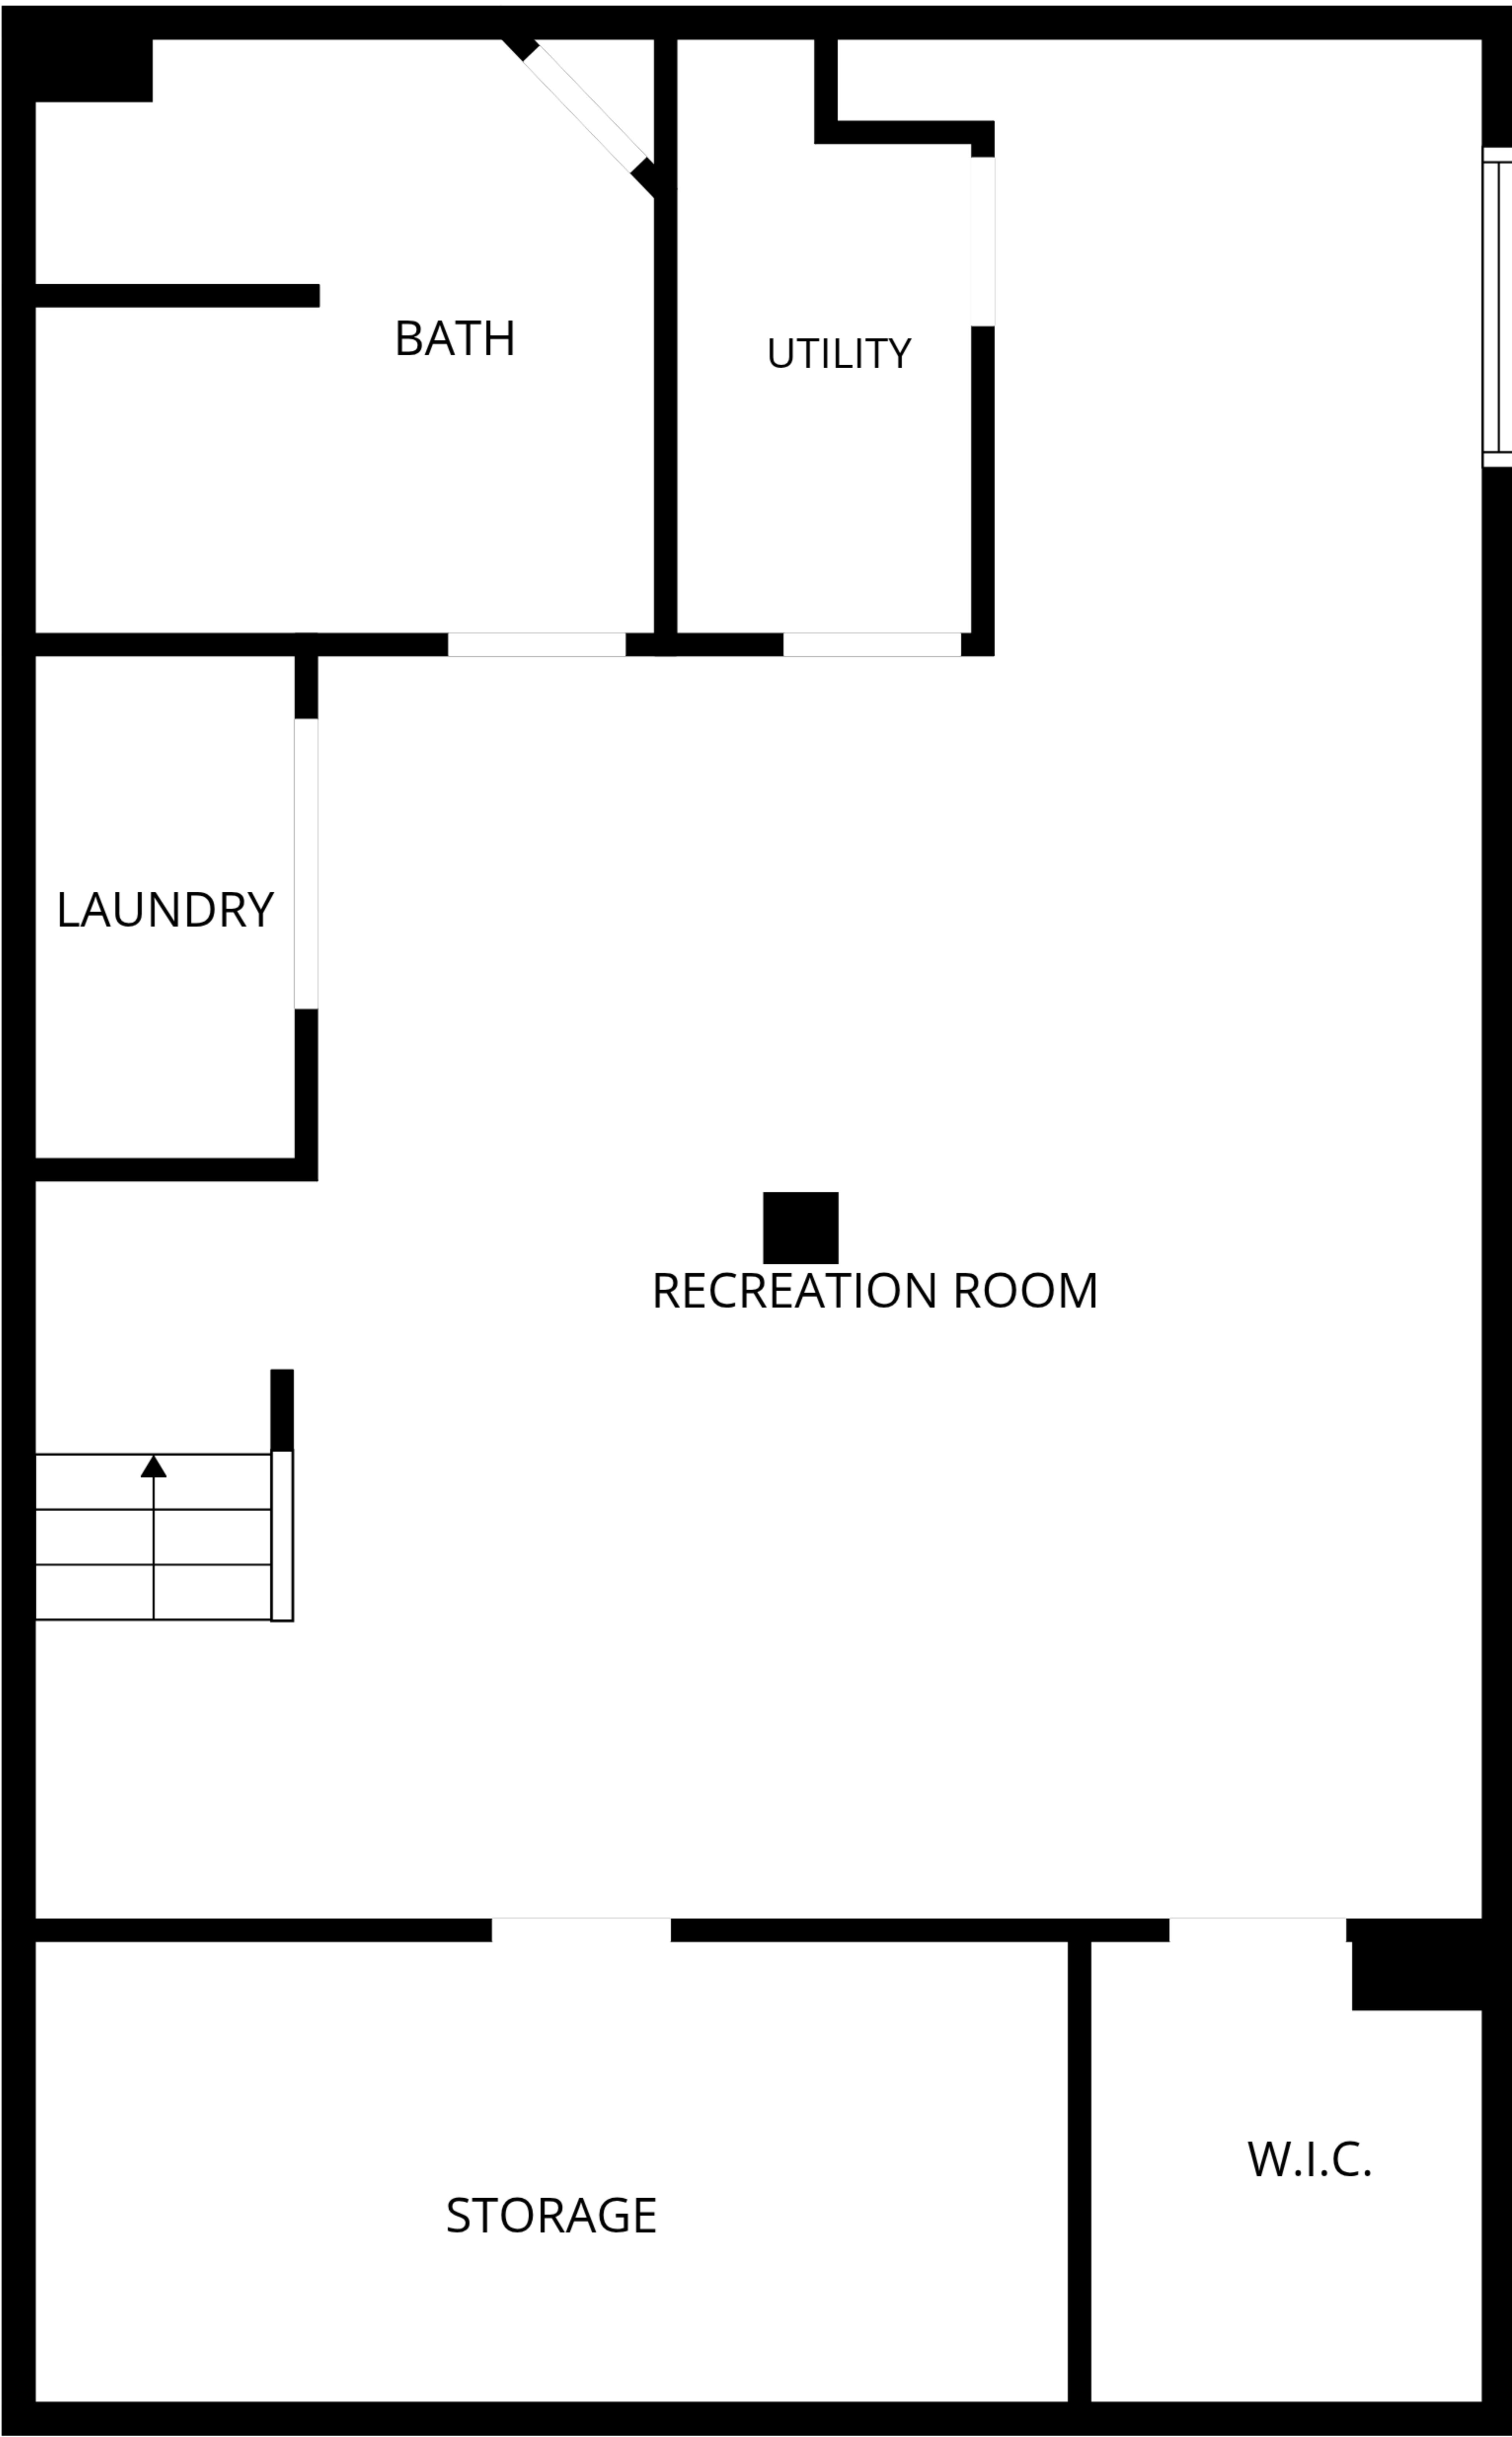 BATH
UTILITY
LAUNDRY
RECREATION ROOM
W.I.C.
STORAGE